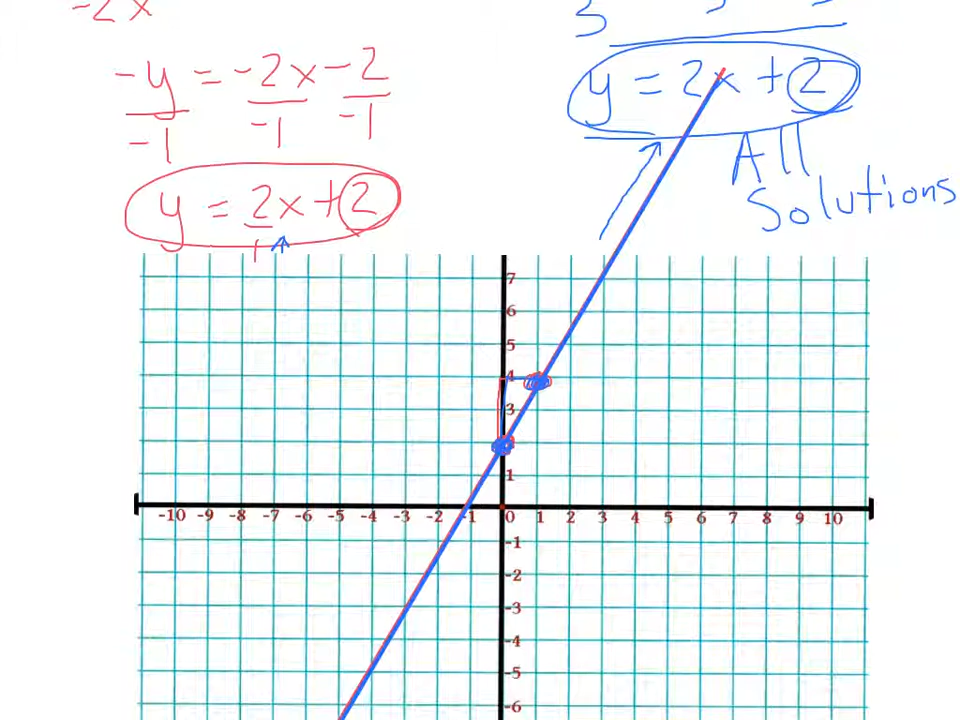 -2x
3
-y = -2x - 2
-1 -1 -1
y = 2x + 2
1
y = 2x + 2
All
Solutions
7
6
5
4
3
1
-10 -9 -8 -7 -6 -5 -4 -3 -2 -1 0 1 2 3 4 5 6 7 8 9 10
-1
-2
-3
-4
-5
-6